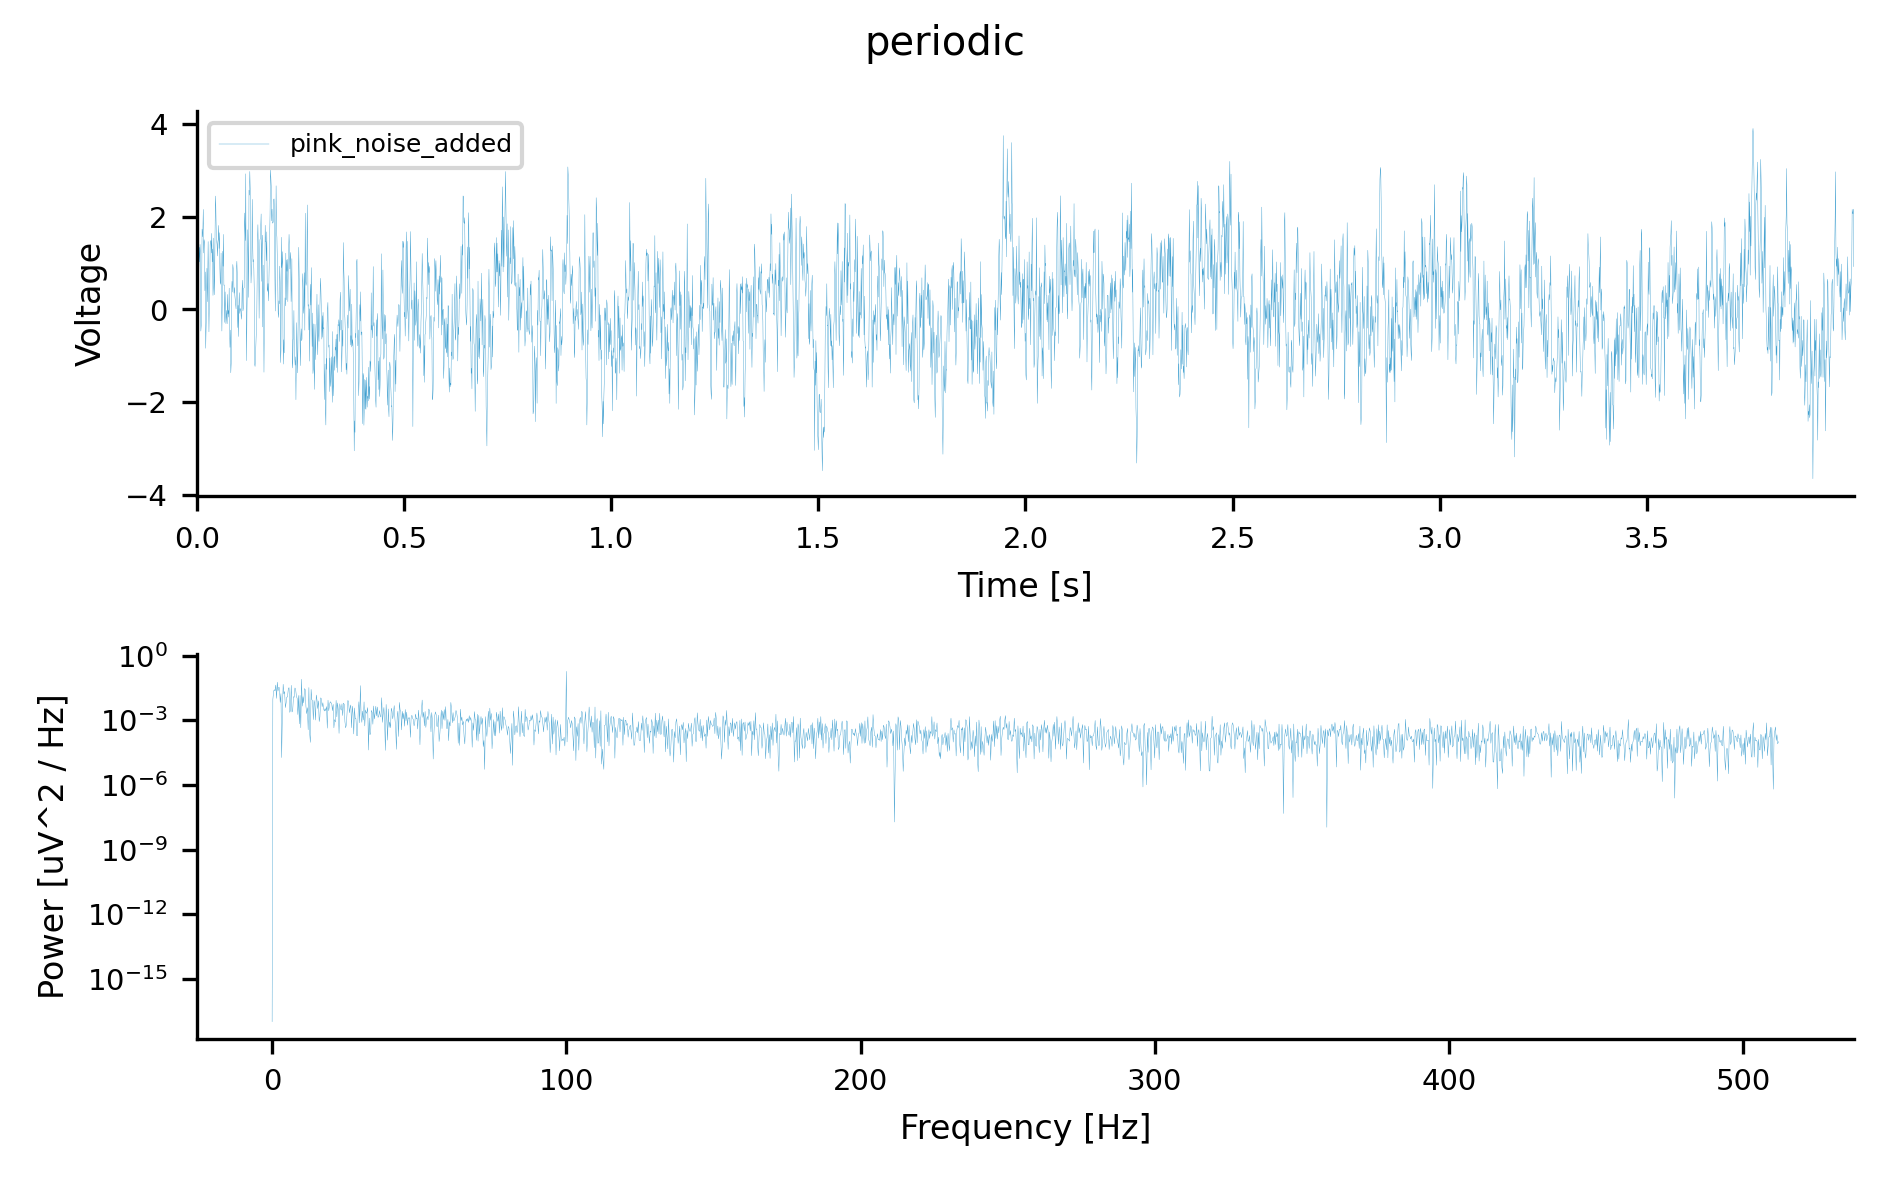 periodic
pink_noise_added
4
2
0
−2
−4
Voltage
0.0 0.5 1.0 1.5 2.0 2.5 3.0 3.5
Time [s]
10⁰
10⁻³
10⁻⁶
10⁻⁹
10⁻¹²
10⁻¹⁵
Power [uV^2 / Hz]
0 100 200 300 400 500
Frequency [Hz]